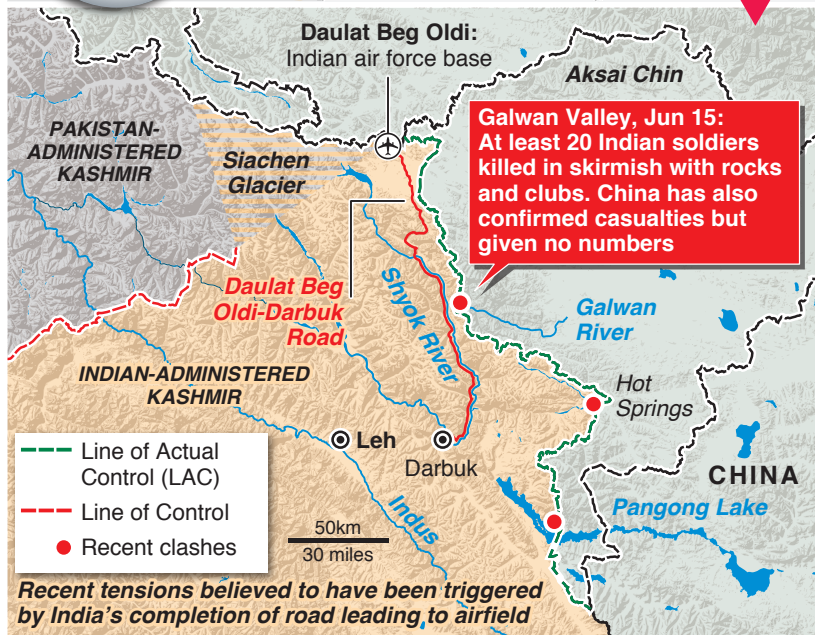 Daulat Beg Oldi:
Indian air force base
Aksai Chin
Galwan Valley, Jun 15:
At least 20 Indian soldiers
killed in skirmish with rocks
and clubs. China has also
confirmed casualties but
given no numbers
PAKISTAN-
ADMINISTERED
KASHMIR
Siachen
Glacier
Daulat Beg
Oldi-Darbuk
Road
Shyok River
Galwan
River
INDIAN-ADMINISTERED
KASHMIR
Hot
Springs
Leh
Darbuk
CHINA
Pangong Lake
Indus
Line of Actual
Control (LAC)
Line of Control
Recent clashes
50km
30 miles
Recent tensions believed to have been triggered
by India's completion of road leading to airfield